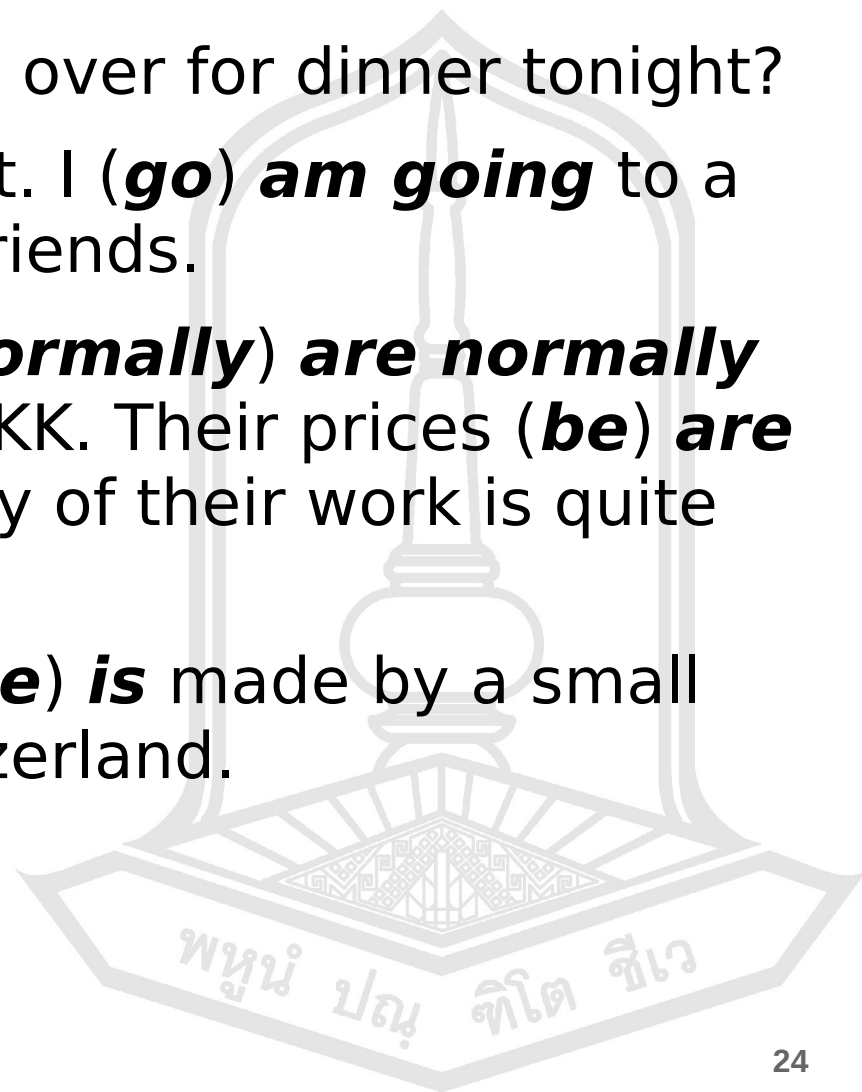 over for dinner tonight?
t. I (go) am going to a
riends.
ormally) are normally
KK. Their prices (be) are
y of their work is quite
e) is made by a small
zerland.
พหูนํ ปณฺ ฑิโต ชีเว
24